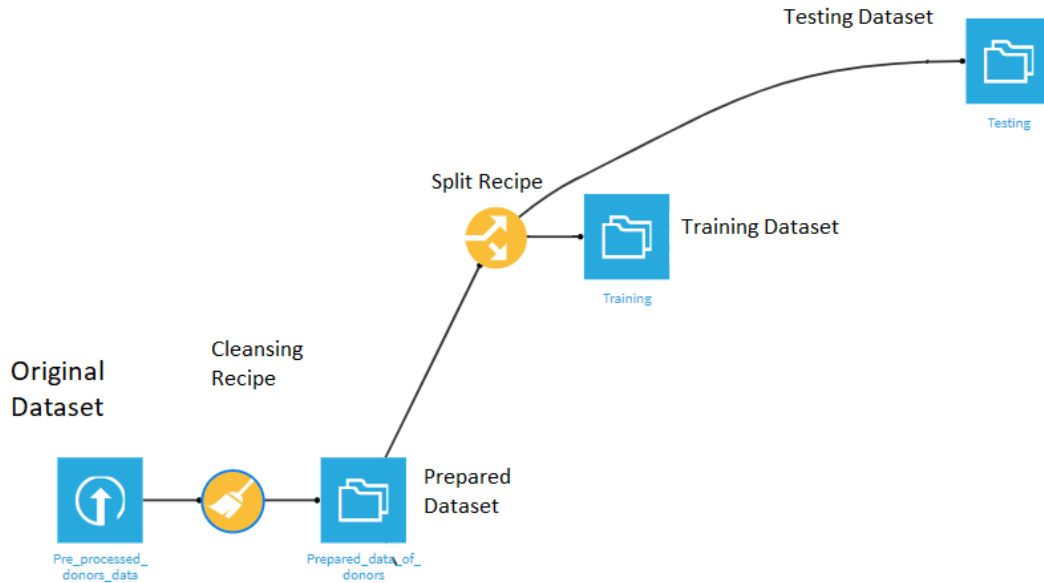 Testing Dataset
Testing
Split Recipe
Training Dataset
Training
Cleansing
Recipe
Original
Dataset
Prepared
Dataset
Pre_processed_
donors_data
Prepared_data_of_
donors